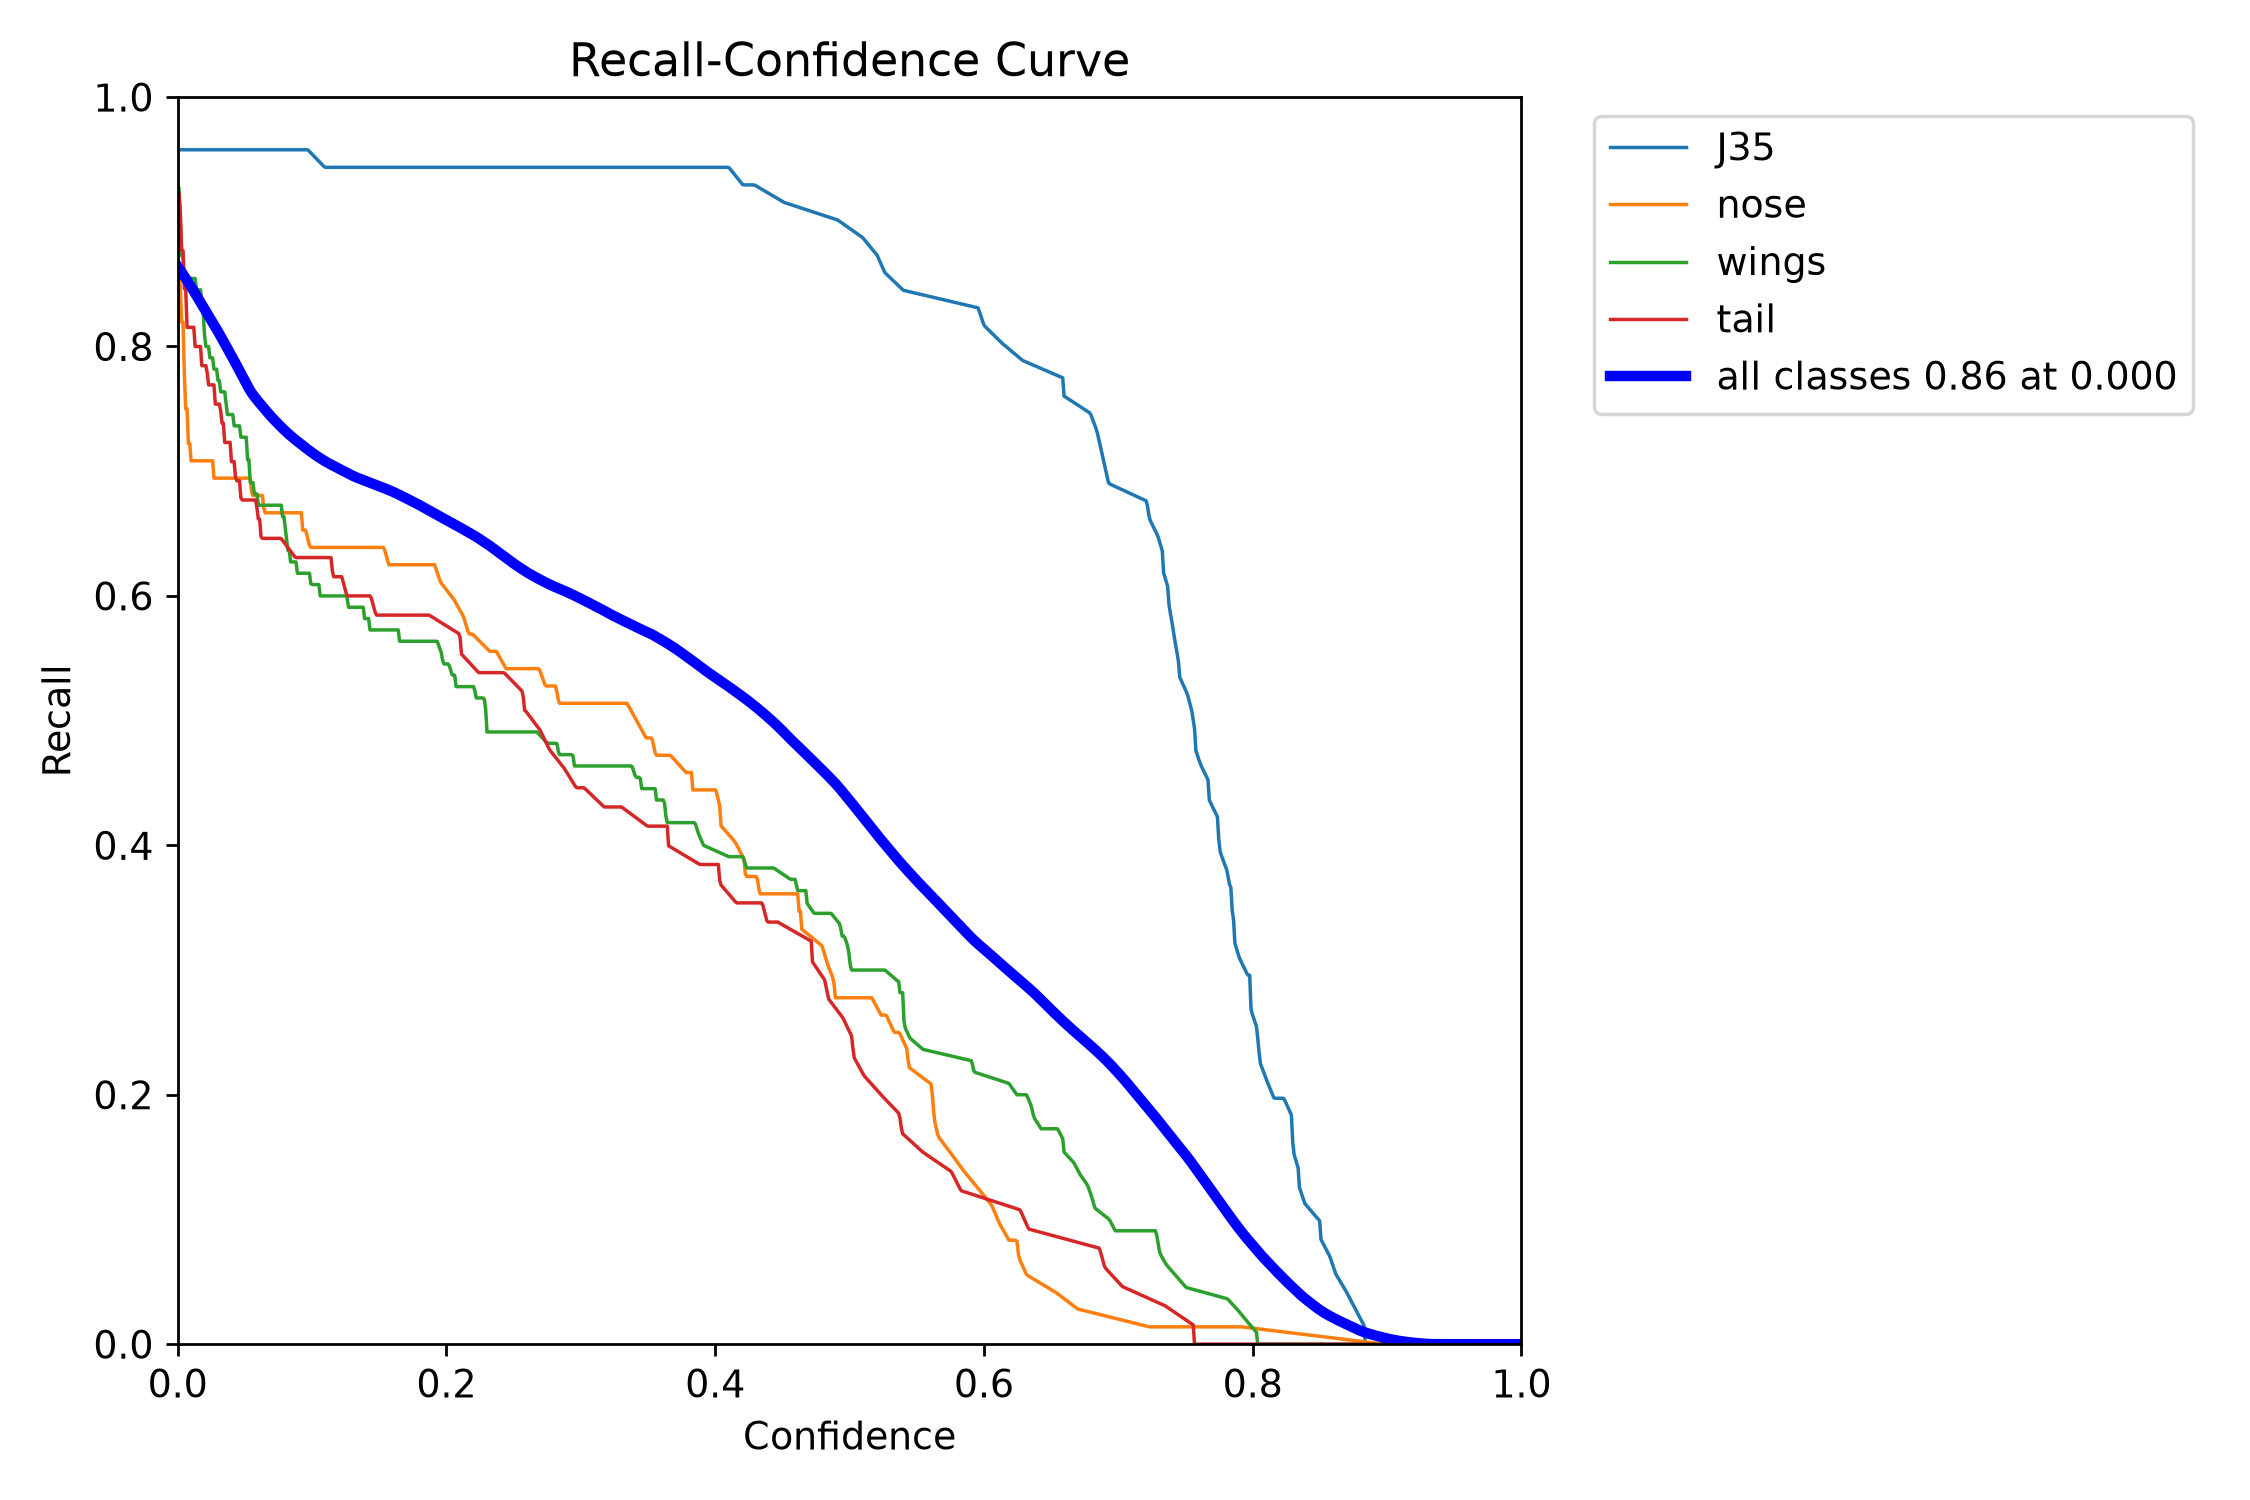 Recall-Confidence Curve
1.0
0.8
0.6
0.4
0.2
0.0
Recall
0.0 0.2 0.4 0.6 0.8 1.0
Confidence
J35
nose
wings
tail
all classes 0.86 at 0.000